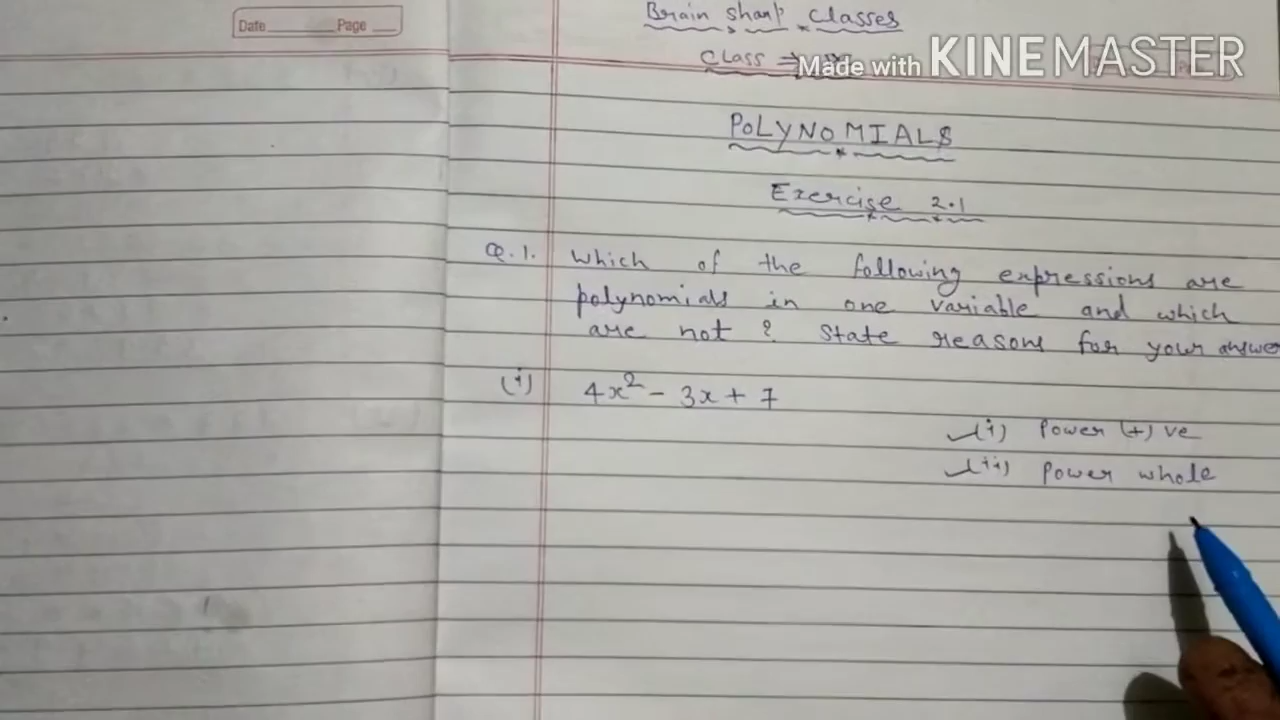 Date Page
Brain sharp classes
Class ⇒
Made with KINEMASTER
POLYNOMIALS
Exercise 2.1
Q.1. Which of the following expressions are
polynomials in one variable and which
are not ? State reasons for your answer
(i) 4x² - 3x + 7
(i) Power (+) ve
(ii) Power whole